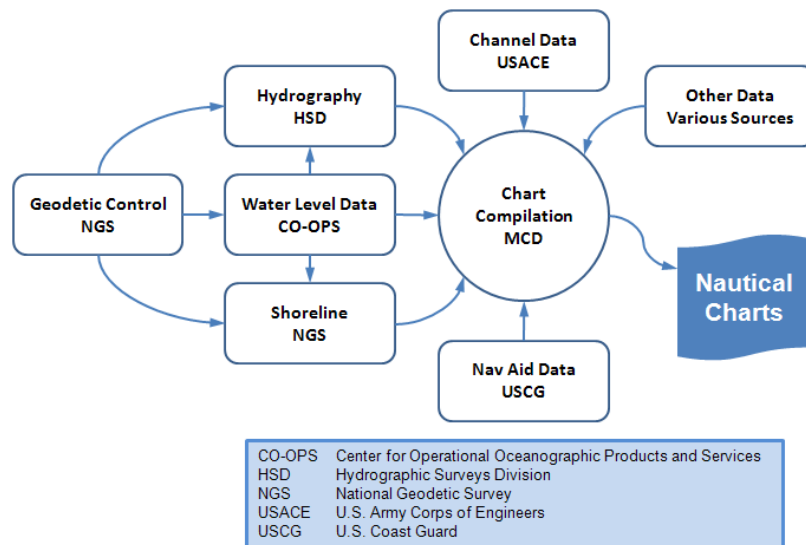 Channel Data
USACE
Hydrography
HSD
Other Data
Various Sources
Geodetic Control
NGS
Water Level Data
CO-OPS
Chart
Compilation
MCD
Nautical
Charts
Shoreline
NGS
Nav Aid Data
USCG
CO-OPS Center for Operational Oceanographic Products and Services
HSD Hydrographic Surveys Division
NGS National Geodetic Survey
USACE U.S. Army Corps of Engineers
USCG U.S. Coast Guard